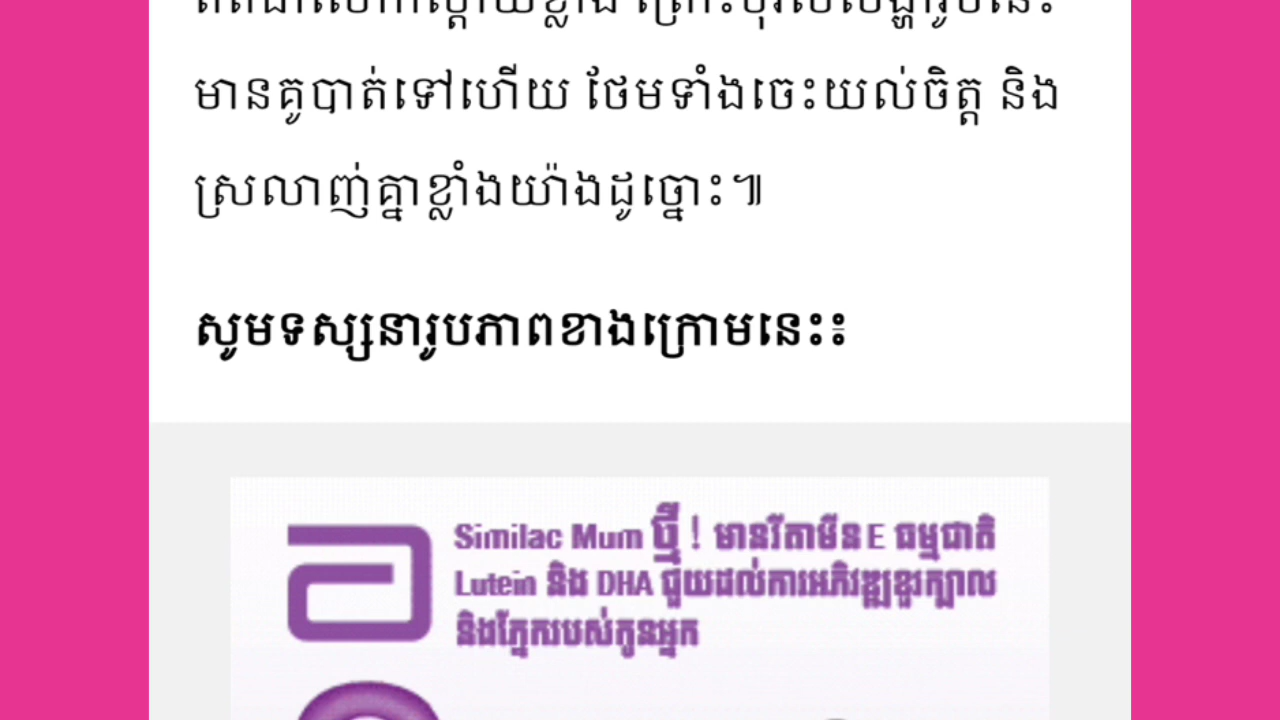 មានគូបាត់ទៅហើយ ថែមទាំងចេះយល់ចិត្ត និង
ស្រលាញ់គ្នាខ្លាំងយ៉ាងដូច្នោះ៕
សូមទស្សនារូបភាពខាងក្រោមនេះ៖
Similac Mum ថ្មី ! មានវីតាមីន E ធម្មជាតិ
Lutein និង DHA ជួយដល់ការអភិវឌ្ឍខួរក្បាល
និងភ្នែករបស់កូនអ្នក